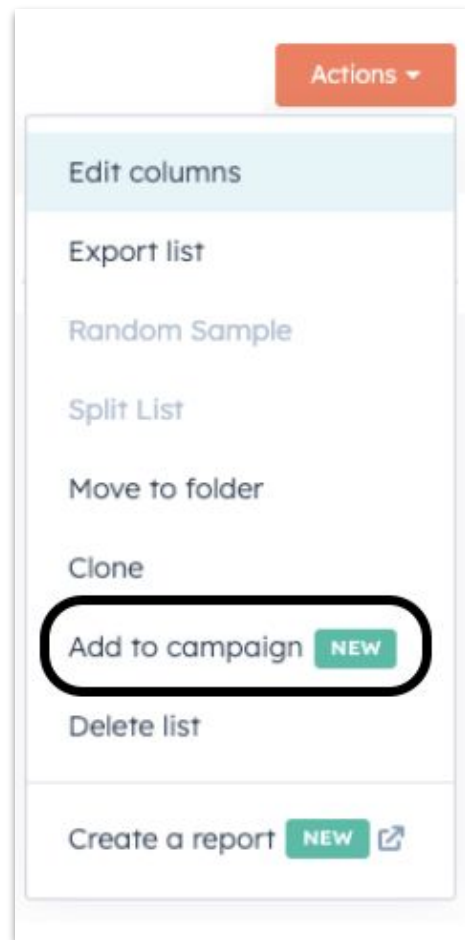 Actions
Edit columns
Export list
Random Sample
Split List
Move to folder
Clone
Add to campaign NEW
Delete list
Create a report NEW